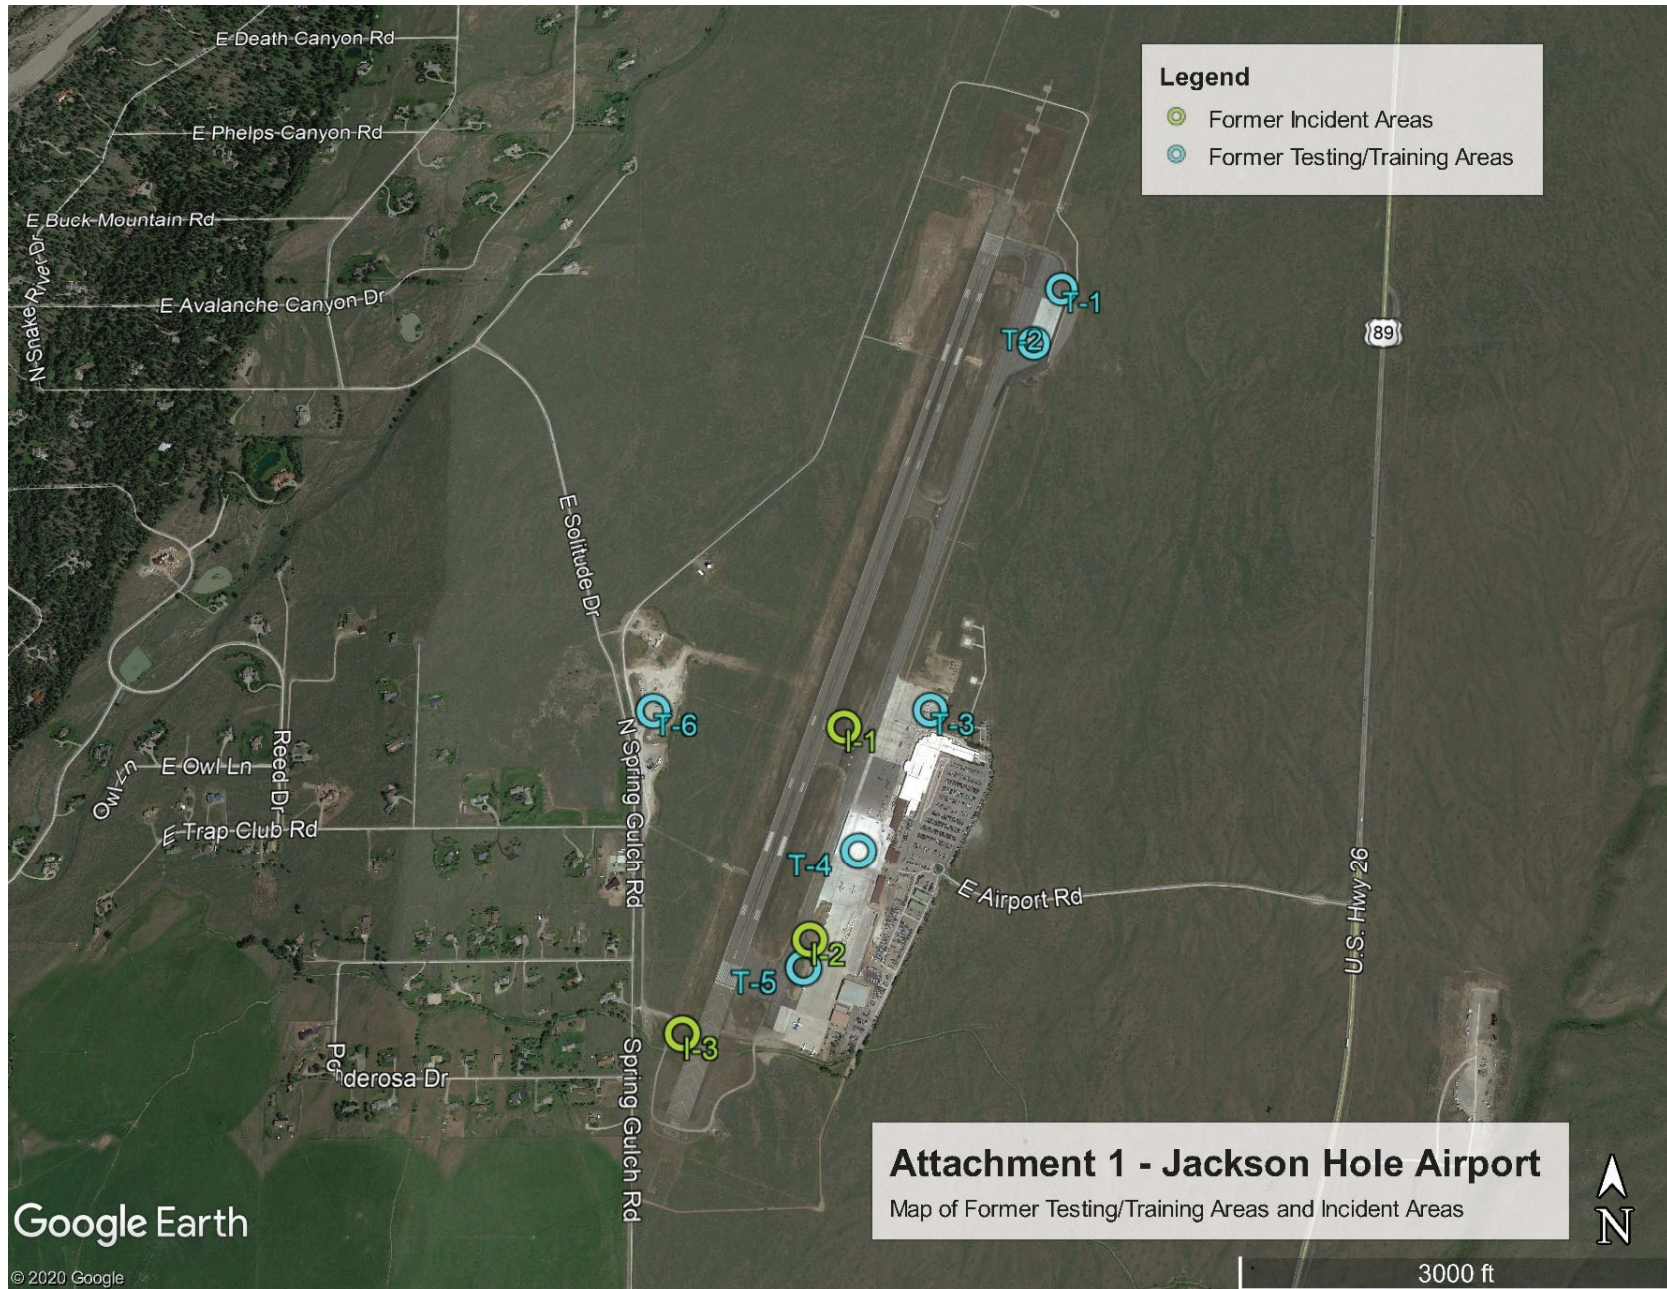 E Death Canyon Rd
Legend
Former Incident Areas
Former Testing/Training Areas
E Phelps Canyon Rd
E Buck Mountain Rd
N Snake River Dr
E Avalanche Canyon Dr
T-1
T-2
89
E Solitude Dr
T-6
I-1
T-3
N Spring Gulch Rd
Owl Ln
E Owl Ln
Reed Dr
E Trap Club Rd
T-4
E Airport Rd
U.S. Hwy 26
I-2
T-5
I-3
Ponderosa Dr
Spring Gulch Rd
Attachment 1 - Jackson Hole Airport
Map of Former Testing/Training Areas and Incident Areas
N
Google Earth
© 2020 Google
3000 ft